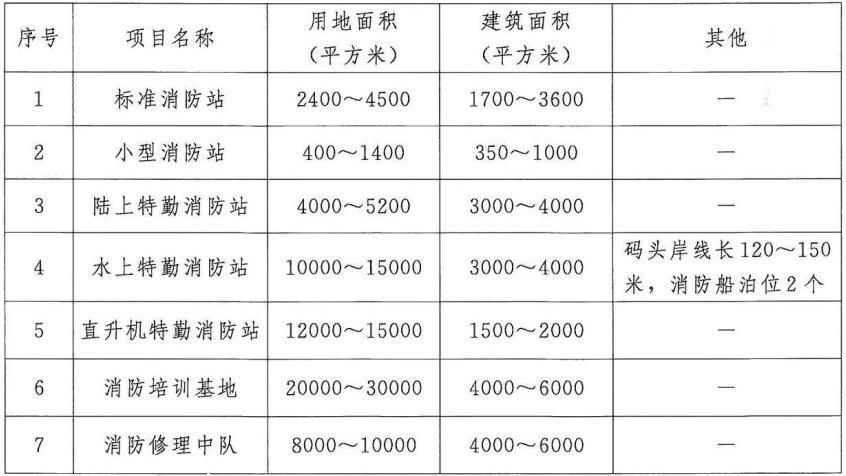 序号 项目名称 用地面积（平方米） 建筑面积（平方米） 其他
1 标准消防站 2400～4500 1700～3600 —
2 小型消防站 400～1400 350～1000 —
3 陆上特勤消防站 4000～5200 3000～4000 —
4 水上特勤消防站 10000～15000 3000～4000 码头岸线长120～150
米，消防船泊位2个
5 直升机特勤消防站 12000～15000 1500～2000 —
6 消防培训基地 20000～30000 4000～6000 —
7 消防修理中队 8000～10000 4000～6000 —